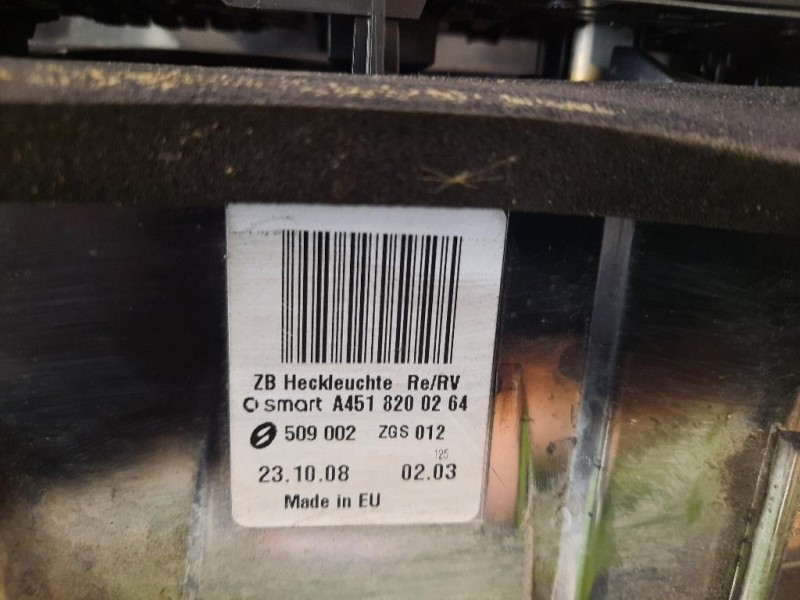 ZB Heckleuchte Re/RV
smart A451 820 02 64
509 002 ZGS 012
125
23.10.08 02.03
Made in EU